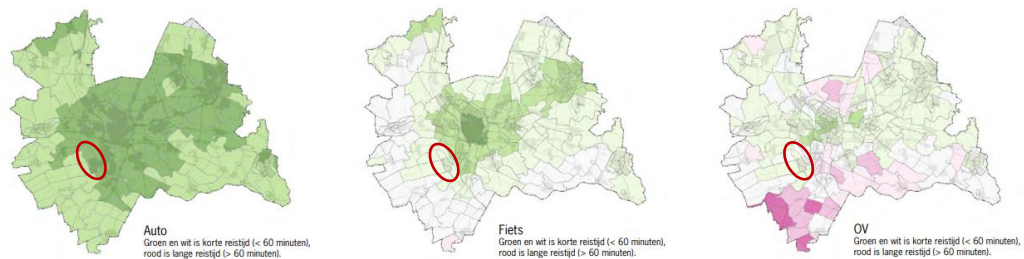 Auto
Groen en wit is korte reistijd (< 60 minuten),
rood is lange reistijd (> 60 minuten).
Fiets
Groen en wit is korte reistijd (< 60 minuten),
rood is lange reistijd (> 60 minuten).
OV
Groen en wit is korte reistijd (< 60 minuten),
rood is lange reistijd (> 60 minuten).